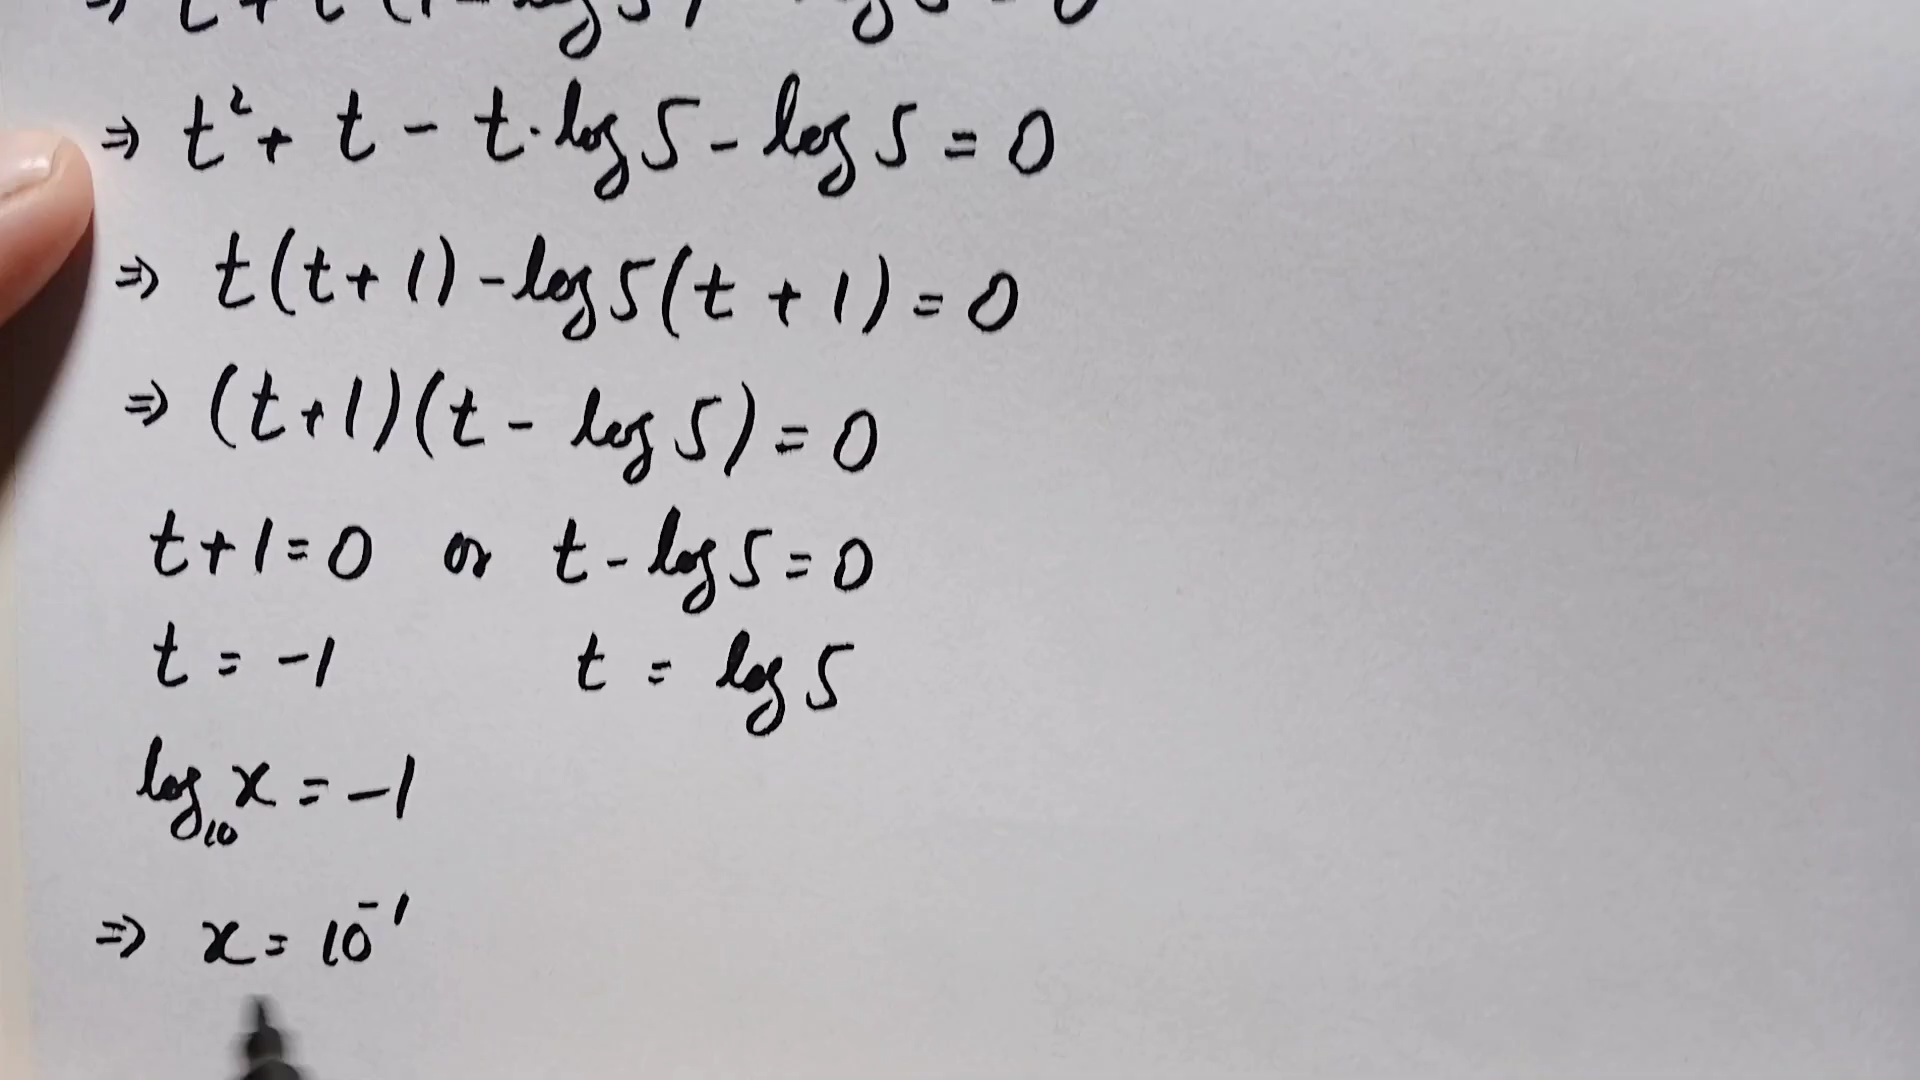 ⇒ t² + t - t·log 5 - log 5 = 0
⇒ t(t + 1) - log 5(t + 1) = 0
⇒ (t+1)(t - log 5) = 0
t+1=0 or t - log 5 = 0
t = -1 t = log 5
log₁₀ x = -1
⇒ x = 10⁻¹